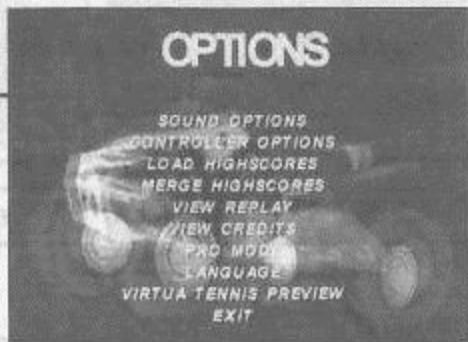 OPTIONS
SOUND OPTIONS
CONTROLLER OPTIONS
LOAD HIGHSCORES
MERGE HIGHSCORES
VIEW REPLAY
VIEW CREDITS
PRO MODE
LANGUAGE
VIRTUA TENNIS PREVIEW
EXIT